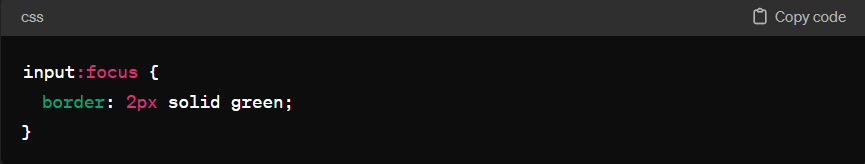 css Copy code
input:focus {
  border: 2px solid green;
}